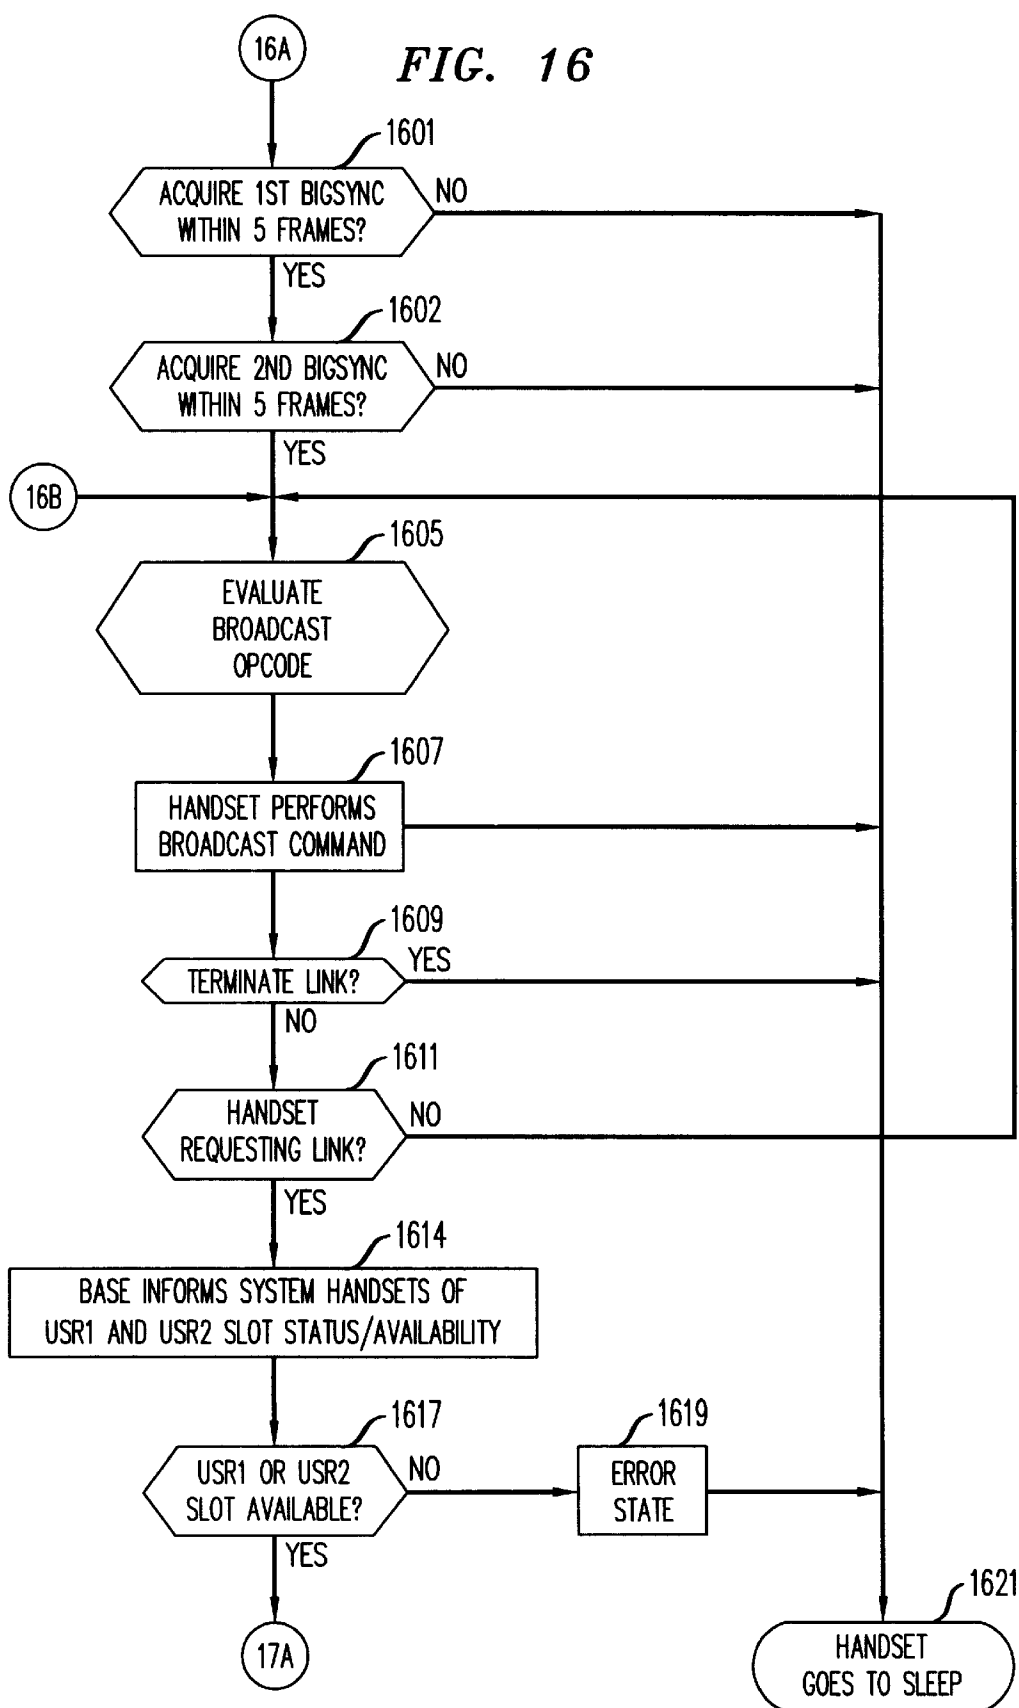 16A
FIG. 16
1601
ACQUIRE 1ST BIGSYNC
WITHIN 5 FRAMES?
NO
YES
1602
ACQUIRE 2ND BIGSYNC
WITHIN 5 FRAMES?
NO
YES
16B
1605
EVALUATE
BROADCAST
OPCODE
1607
HANDSET PERFORMS
BROADCAST COMMAND
1609
TERMINATE LINK?
YES
NO
1611
HANDSET
REQUESTING LINK?
NO
YES
1614
BASE INFORMS SYSTEM HANDSETS OF
USR1 AND USR2 SLOT STATUS/AVAILABILITY
1617
USR1 OR USR2
SLOT AVAILABLE?
NO
YES
1619
ERROR
STATE
17A
1621
HANDSET
GOES TO SLEEP